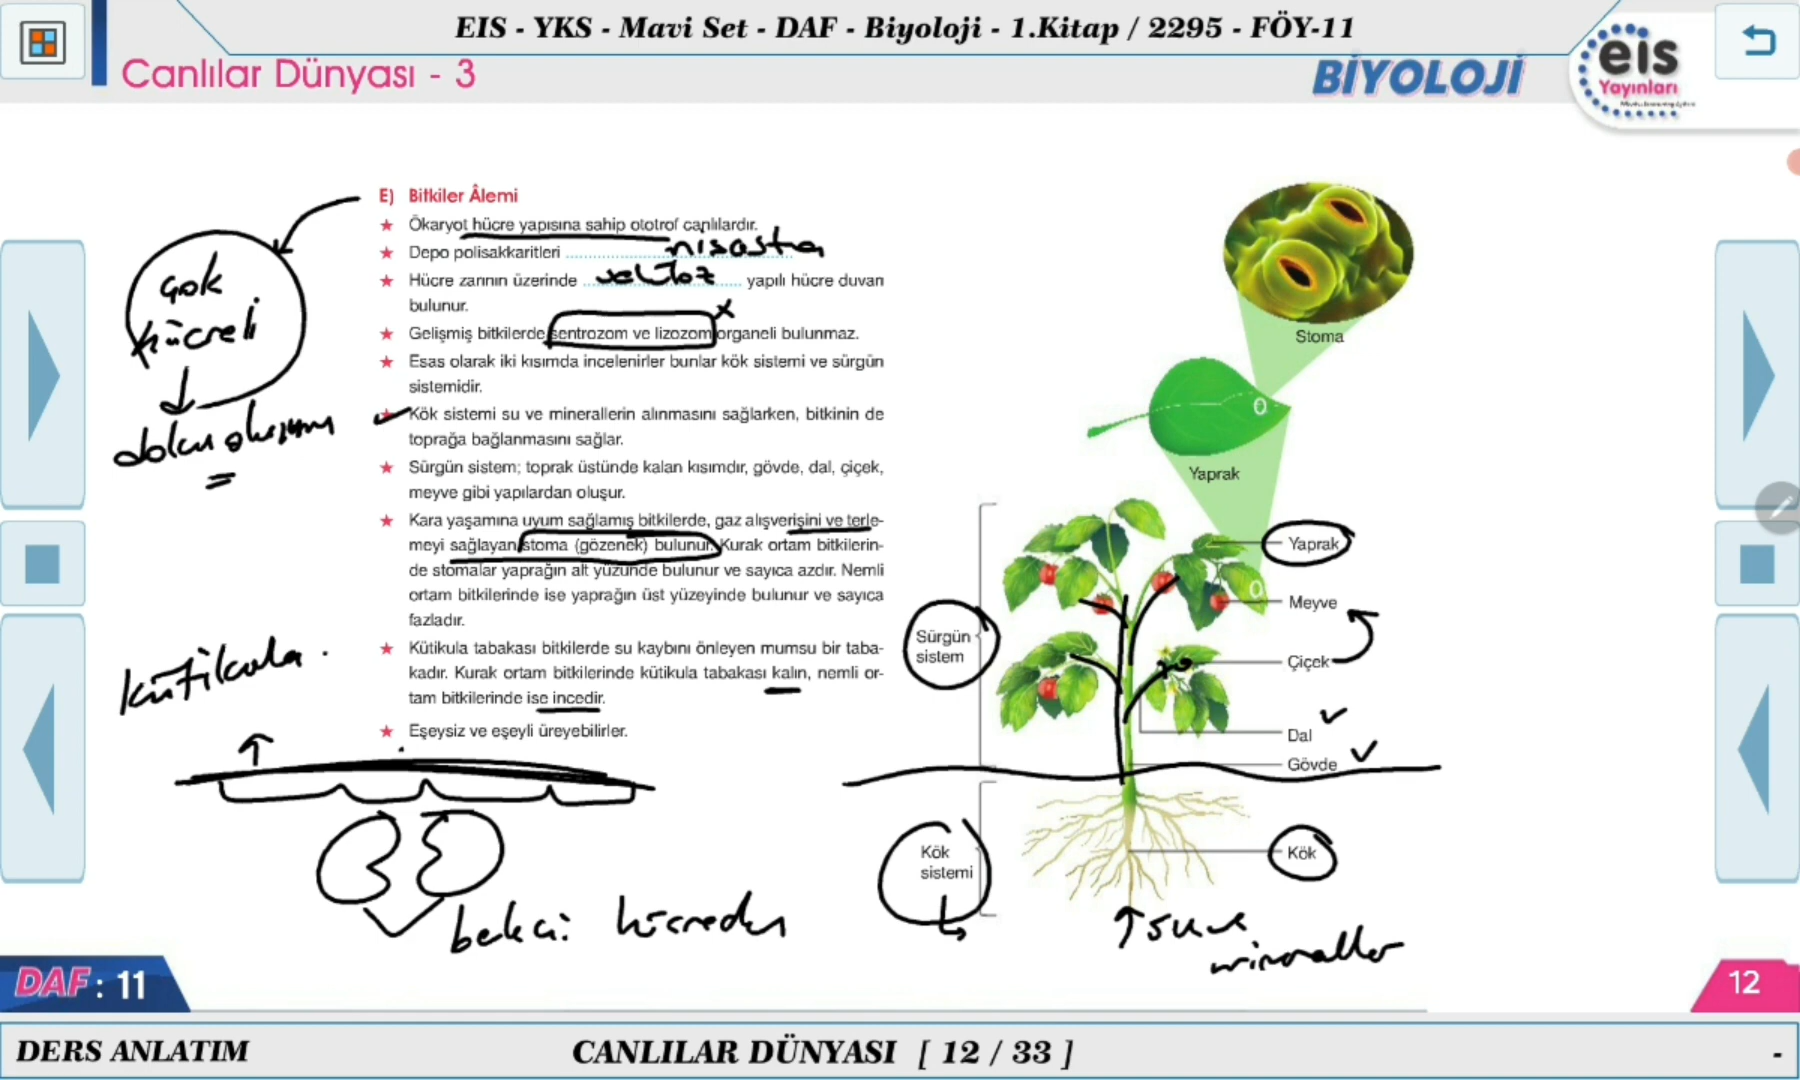 EIS - YKS - Mavi Set - DAF - Biyoloji - 1.Kitap / 2295 - FÖY-11
Canlılar Dünyası - 3
BİYOLOJİ
eis
Yayınları
E) Bitkiler Âlemi
★ Ökaryot hücre yapısına sahip ototrof canlılardır.
★ Depo polisakkaritleri nisasta
★ Hücre zarının üzerinde selüloz yapılı hücre duvarı
bulunur.
★ Gelişmiş bitkilerde sentrozom ve lizozom organeli bulunmaz.
★ Esas olarak iki kısımda incelenirler bunlar kök sistemi ve sürgün
sistemidir.
★ Kök sistemi su ve minerallerin alınmasını sağlarken, bitkinin de
toprağa bağlanmasını sağlar.
★ Sürgün sistem; toprak üstünde kalan kısımdır, gövde, dal, çiçek,
meyve gibi yapılardan oluşur.
★ Kara yaşamına uyum sağlamış bitkilerde, gaz alışverişini ve terle-
meyi sağlayan stoma (gözenek) bulunur. Kurak ortam bitkilerin-
de stomalar yaprağın alt yüzünde bulunur ve sayıca azdır. Nemli
ortam bitkilerinde ise yaprağın üst yüzeyinde bulunur ve sayıca
fazladır.
★ Kütikula tabakası bitkilerde su kaybını önleyen mumsu bir taba-
kadır. Kurak ortam bitkilerinde kütikula tabakası kalın, nemli or-
tam bitkilerinde ise incedir.
★ Eşeysiz ve eşeyli üreyebilirler.
çok
hücreli
kütikula.
bekçi hücreden
Stoma
Yaprak
Yaprak
Meyve
Çiçek
Dal
Gövde
Kök
Sürgün
sistem
Kök
sistemi
su ve
mineraller
DAF : 11
12
DERS ANLATIM
CANLILAR DÜNYASI [ 12 / 33 ]
-